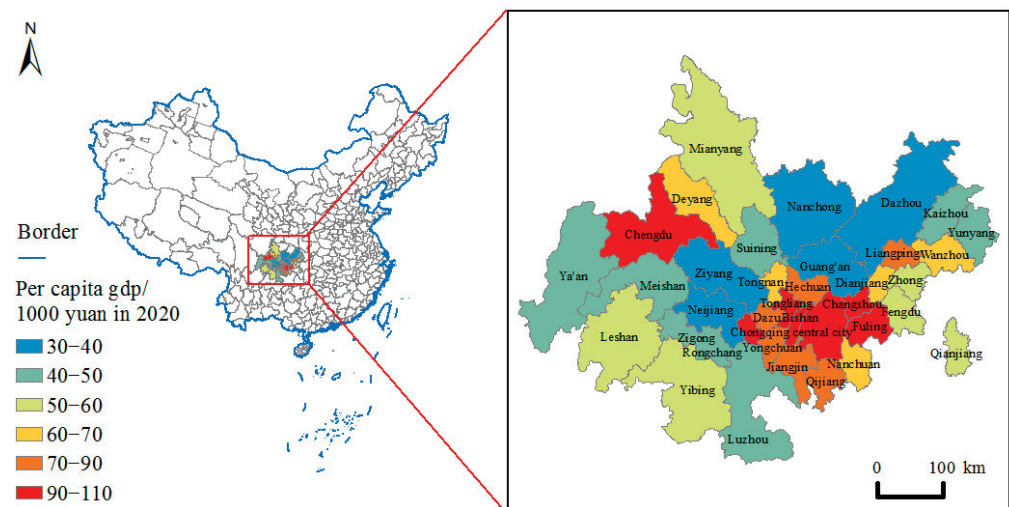 N
Border
Per capita gdp/
1000 yuan in 2020
30−40
40−50
50−60
60−70
70−90
90−110
Mianyang
Deyang
Nanchong
Dazhou
Kaizhou
Yunyang
Chengdu
Suining
Liangping
Wanzhou
Ya'an
Guang'an
Ziyang
Meishan
Tongnan
Hechuan
Dianjiang
Zhong
Neijiang
Tongliang
Changshou
Fengdu
Dazu
Bishan
Leshan
Zigong
Chongqing central city
Fuling
Rongchang
Yongchuan
Qianjiang
Jiangjin
Nanchuan
Yibing
Qijiang
Luzhou
0
100 km